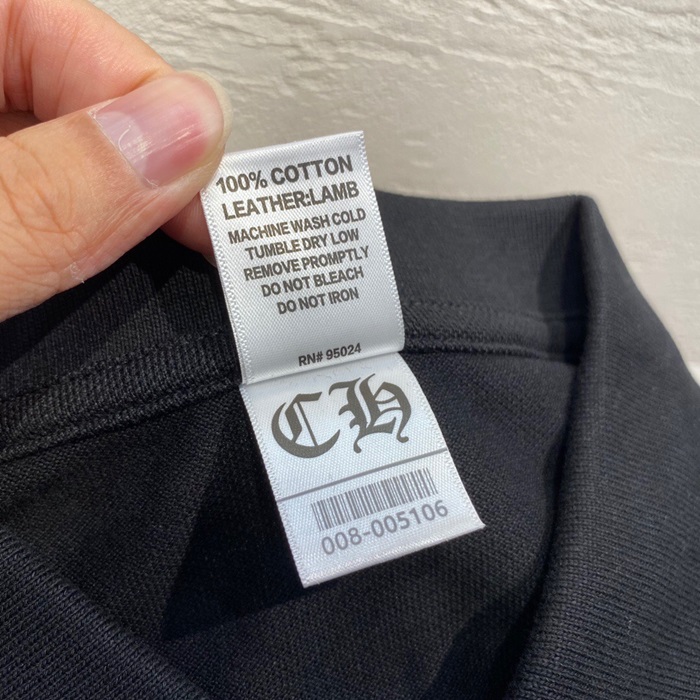 100% COTTON
LEATHER:LAMB
MACHINE WASH COLD
TUMBLE DRY LOW
REMOVE PROMPTLY
DO NOT BLEACH
DO NOT IRON
RN# 95024
CH
008-005106